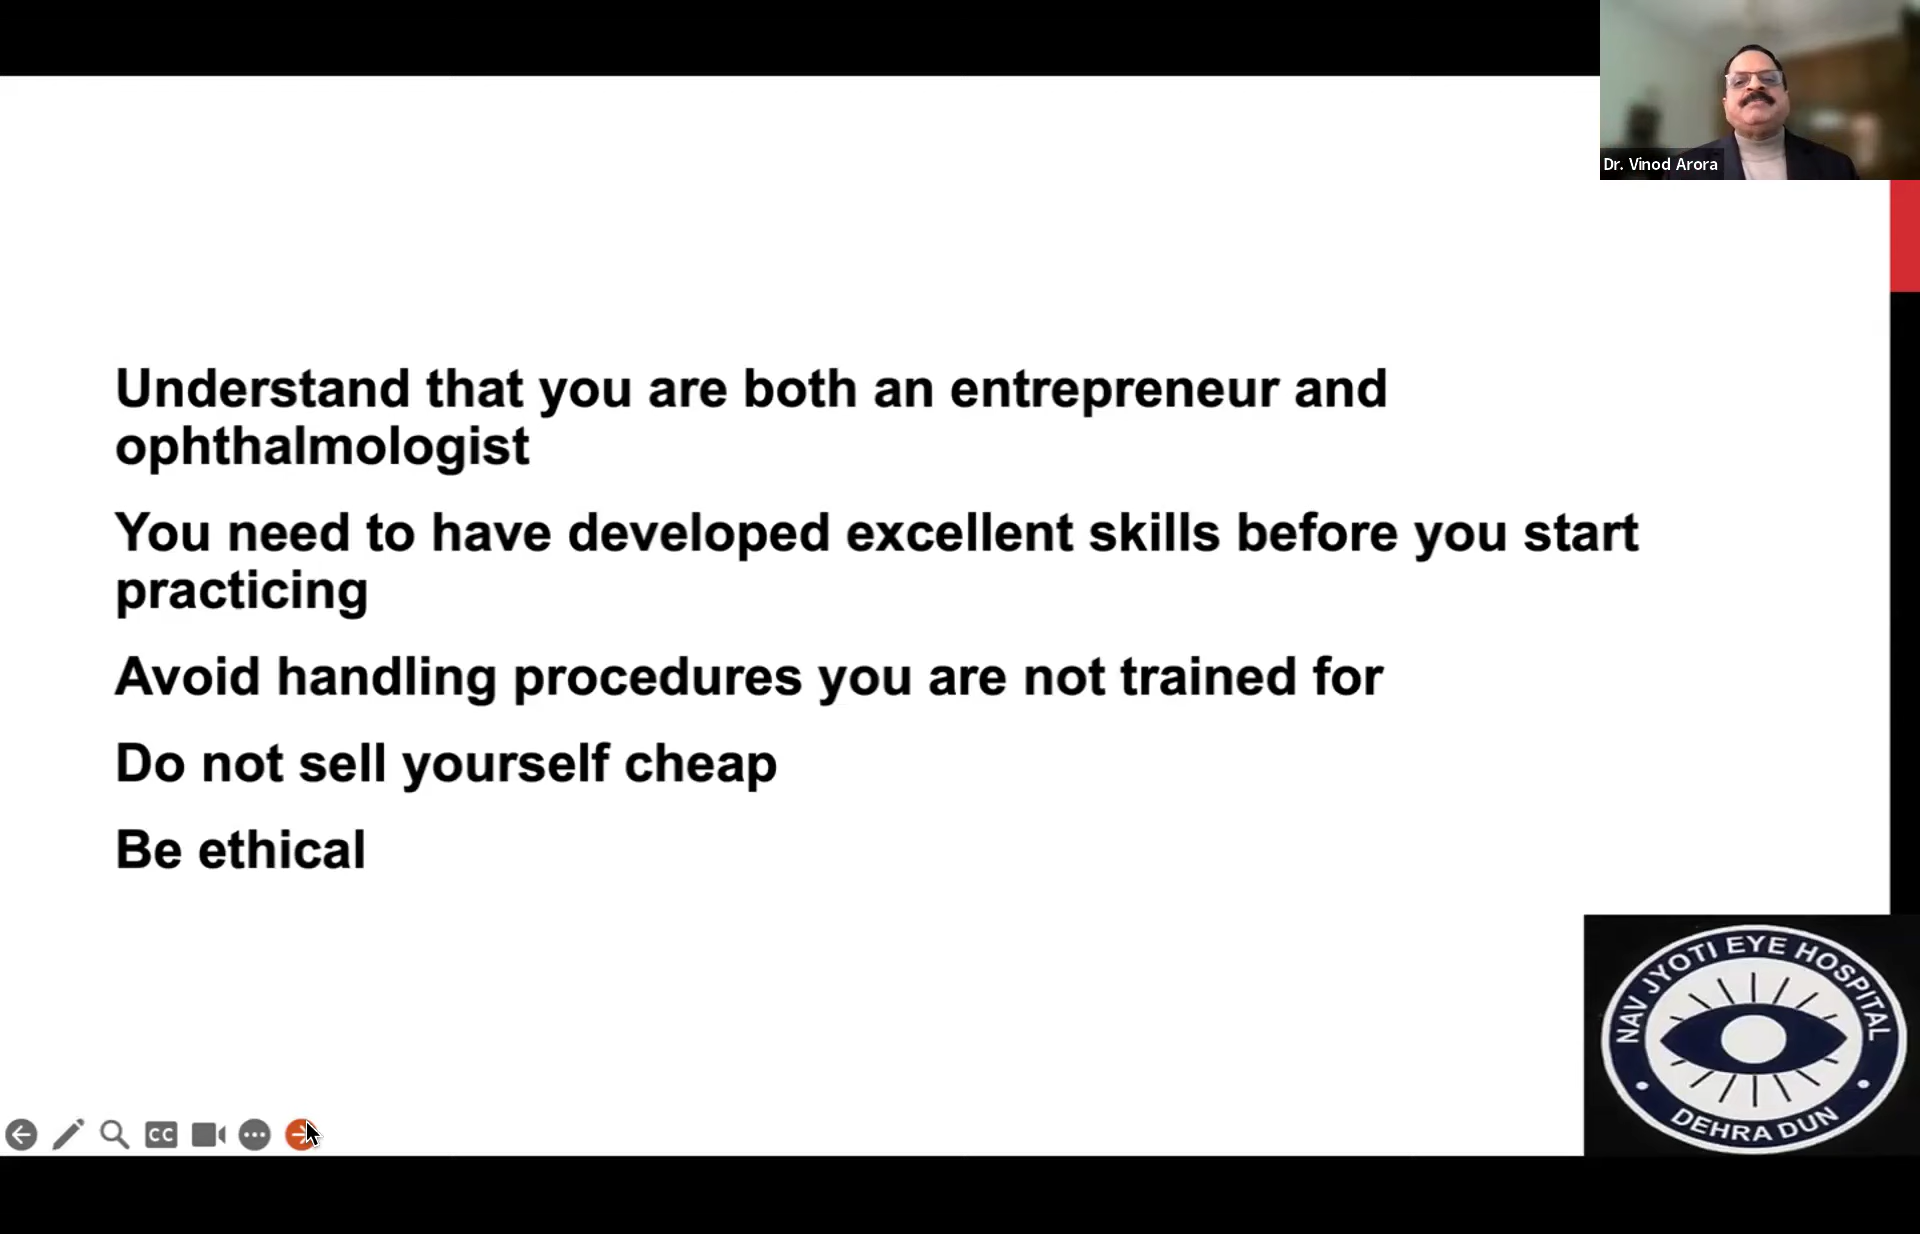 Dr. Vinod Arora
Understand that you are both an entrepreneur and
ophthalmologist
You need to have developed excellent skills before you start
practicing
Avoid handling procedures you are not trained for
Do not sell yourself cheap
Be ethical
NAV JYOTI EYE HOSPITAL
DEHRA DUN
CC